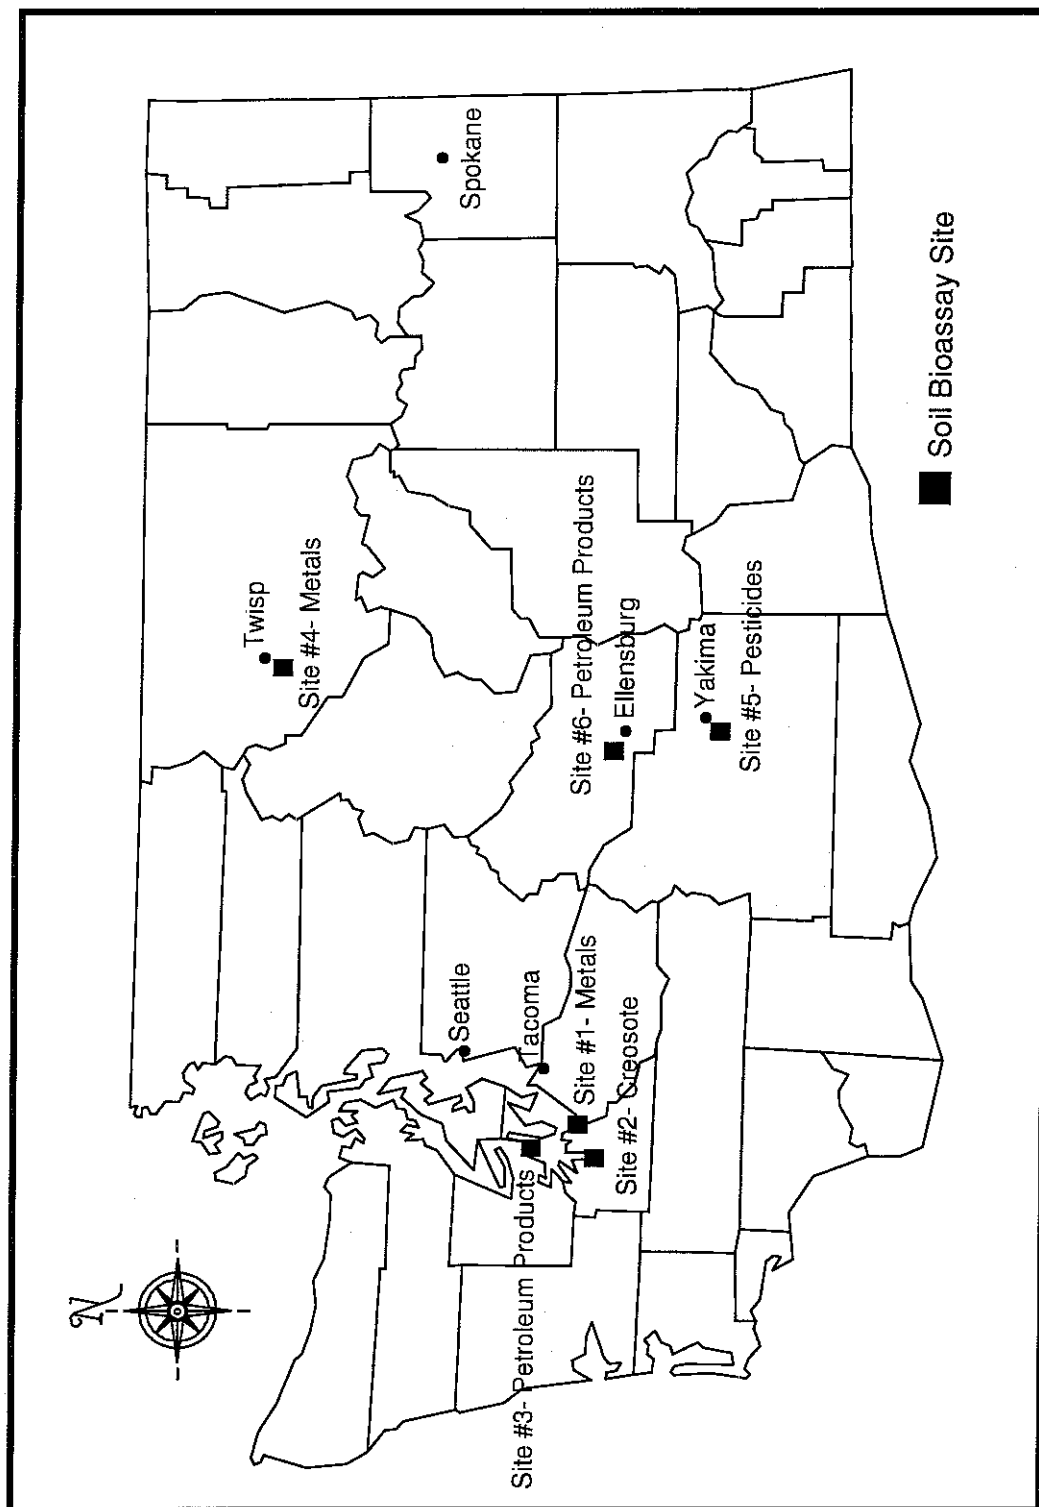 N
Twisp
Site #4- Metals
Spokane
Seattle
Tacoma
Site #3- Petroleum Products
Site #1- Metals
Site #2- Creosote
Site #6- Petroleum Products
Ellensburg
Yakima
Site #5- Pesticides
Soil Bioassay Site